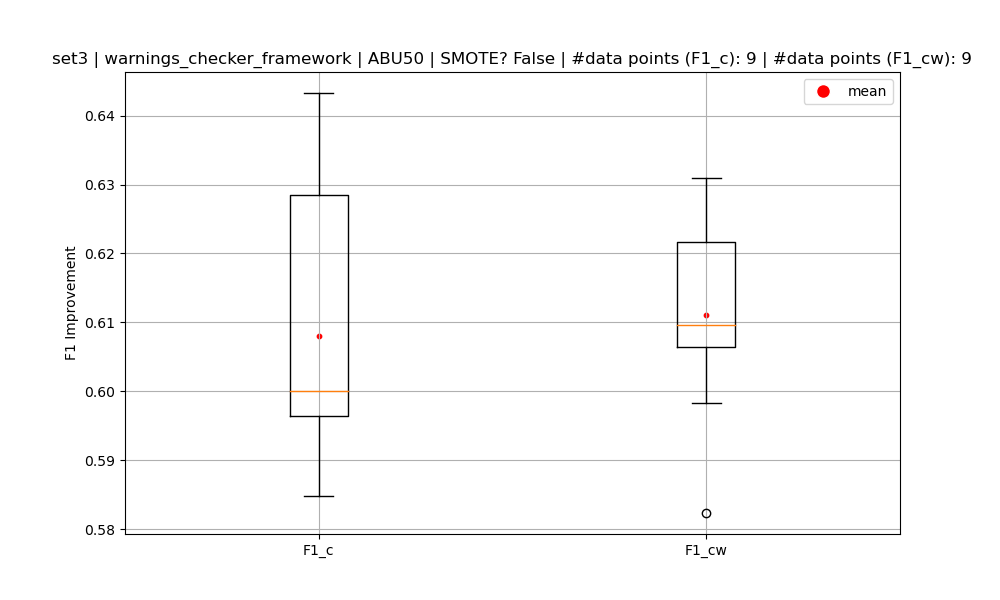 set3 | warnings_checker_framework | ABU50 | SMOTE? False | #data points (F1_c): 9 | #data points (F1_cw): 9
mean
F1 Improvement
0.64
0.63
0.62
0.61
0.60
0.59
0.58
F1_c
F1_cw